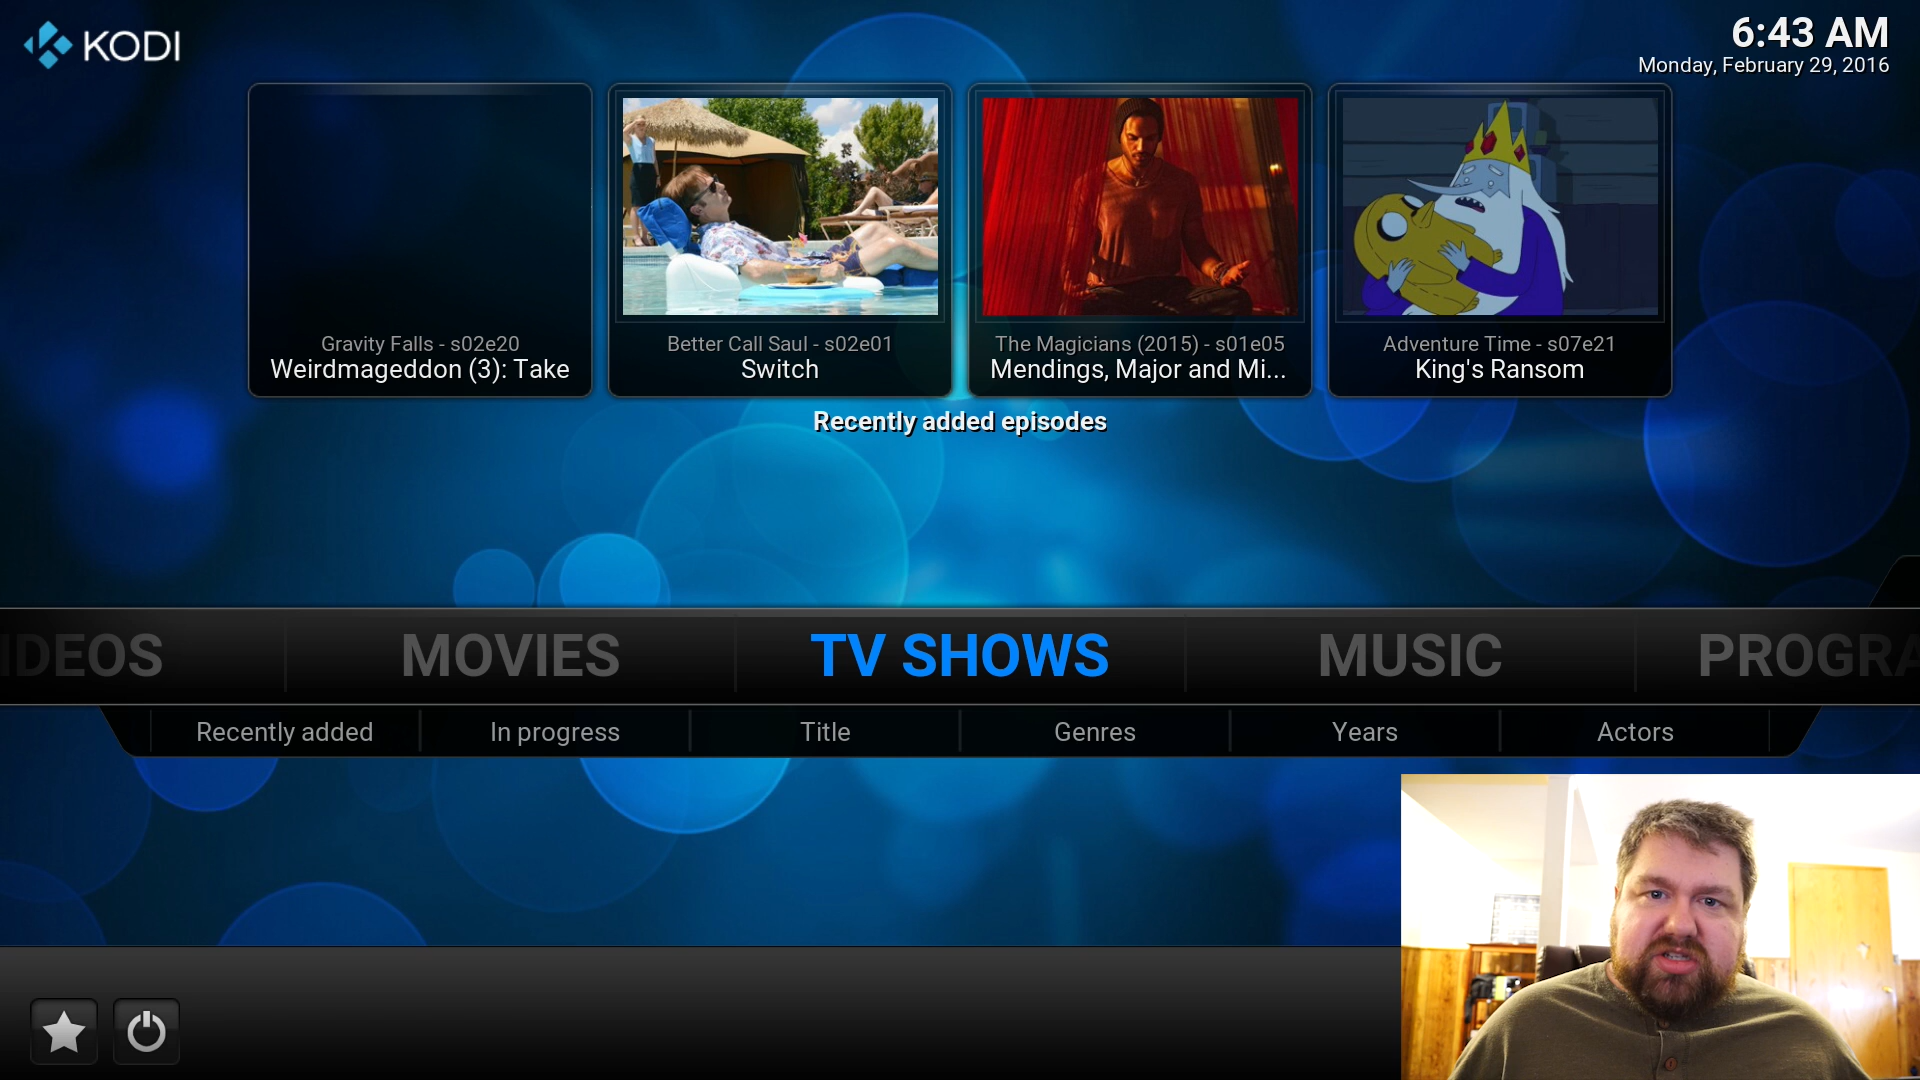 KODI
6:43 AM
Monday, February 29, 2016
Gravity Falls - s02e20
Weirdmageddon (3): Take
Better Call Saul - s02e01
Switch
The Magicians (2015) - s01e05
Mendings, Major and Mi...
Adventure Time - s07e21
King's Ransom
Recently added episodes
IDEOS
MOVIES
TV SHOWS
MUSIC
PROGRA
Recently added
In progress
Title
Genres
Years
Actors